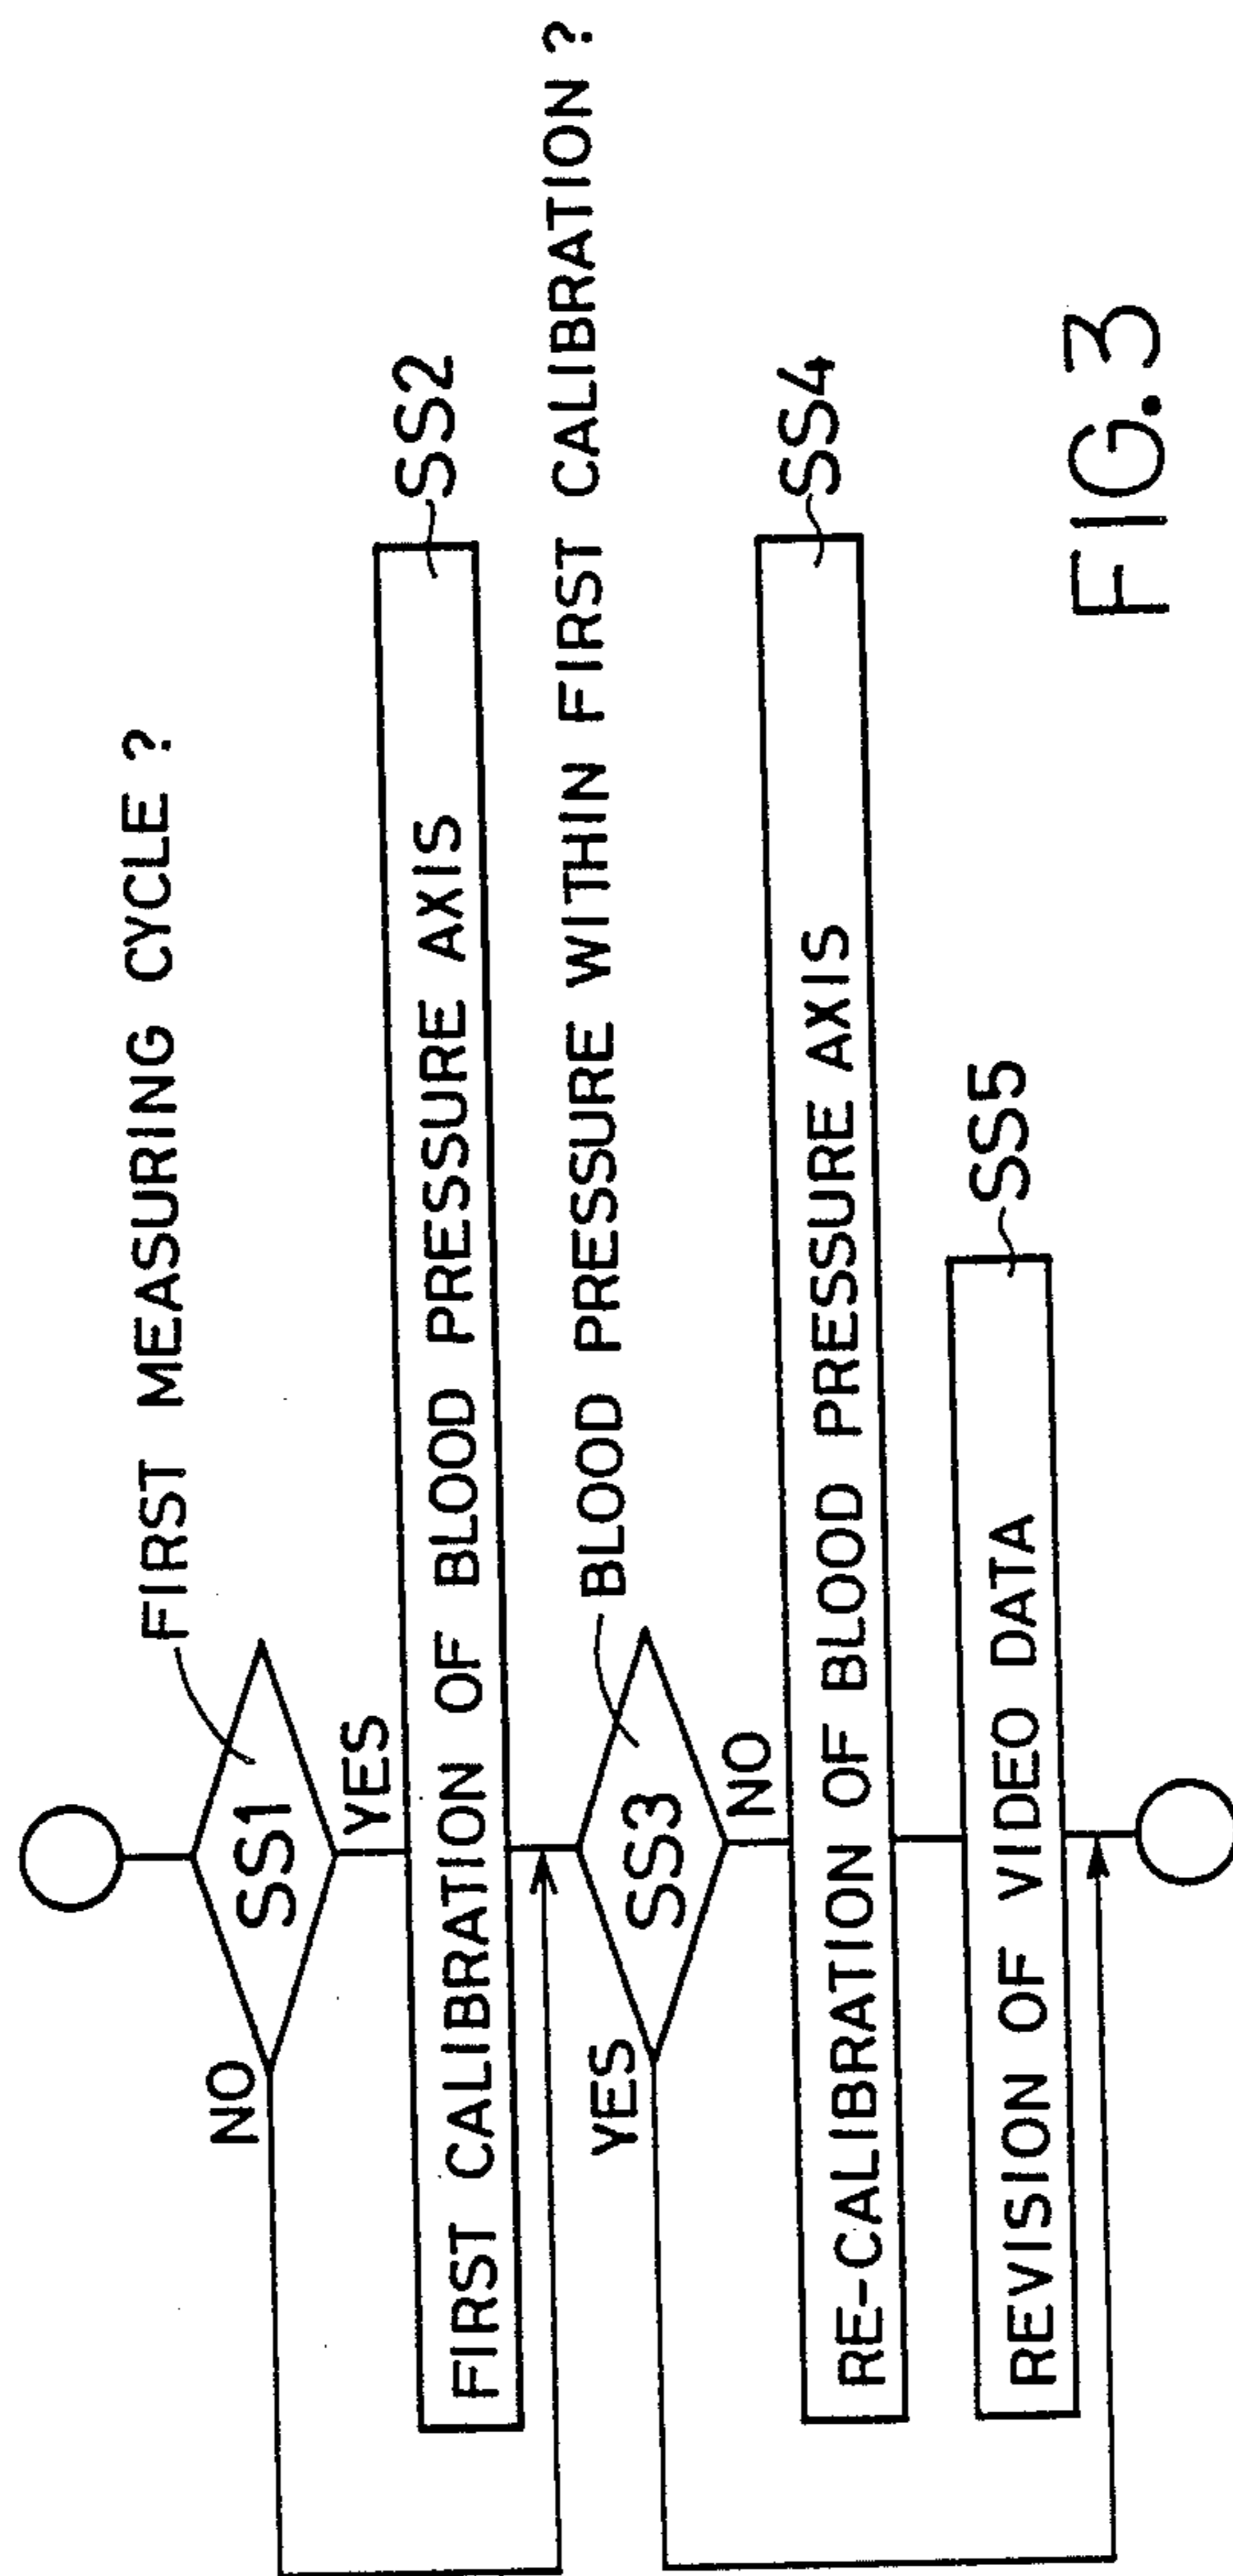 FIRST MEASURING CYCLE ?
SS1
NO
YES
SS2
FIRST CALIBRATION OF BLOOD PRESSURE AXIS
BLOOD PRESSURE WITHIN FIRST CALIBRATION ?
SS3
YES
NO
SS4
RE-CALIBRATION OF BLOOD PRESSURE AXIS
SS5
REVISION OF VIDEO DATA
FIG.3